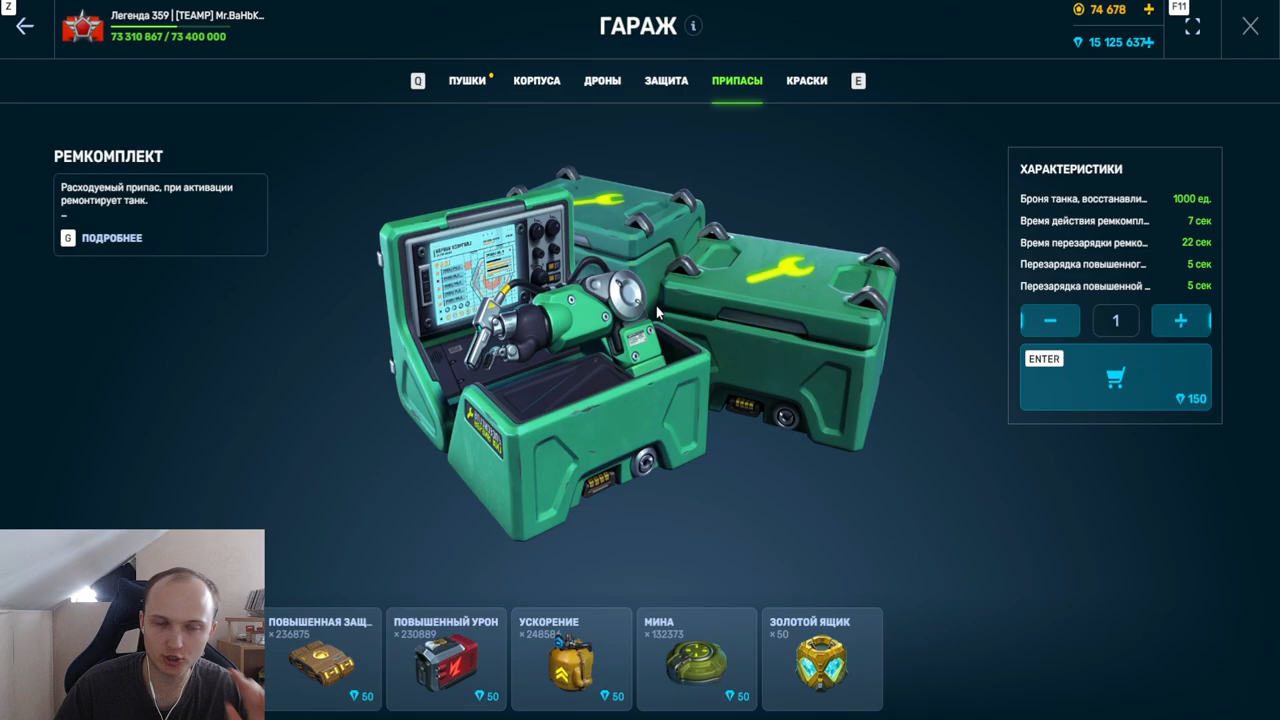 Z
Легенда 359 | [TEAMP] Mr.BaHbK...
73 310 867 / 73 400 000
ГАРАЖ
i
74 678 +
15 125 637+
F11
Q ПУШКИ КОРПУСА ДРОНЫ ЗАЩИТА ПРИПАСЫ КРАСКИ E
РЕМКОМПЛЕКТ
Расходуемый припас, при активации
ремонтирует танк.
–
G ПОДРОБНЕЕ
ХАРАКТЕРИСТИКИ
Броня танка, восстанавли... 1000 ед.
Время действия ремкомпл... 7 сек
Время перезарядки ремко... 22 сек
Перезарядка повышенног... 5 сек
Перезарядка повышенной ... 5 сек
− 1 +
ENTER
150
ПОВЫШЕННАЯ ЗАЩ...
×236875
50
ПОВЫШЕННЫЙ УРОН
×230889
50
УСКОРЕНИЕ
×248584
50
МИНА
×132373
50
ЗОЛОТОЙ ЯЩИК
×50